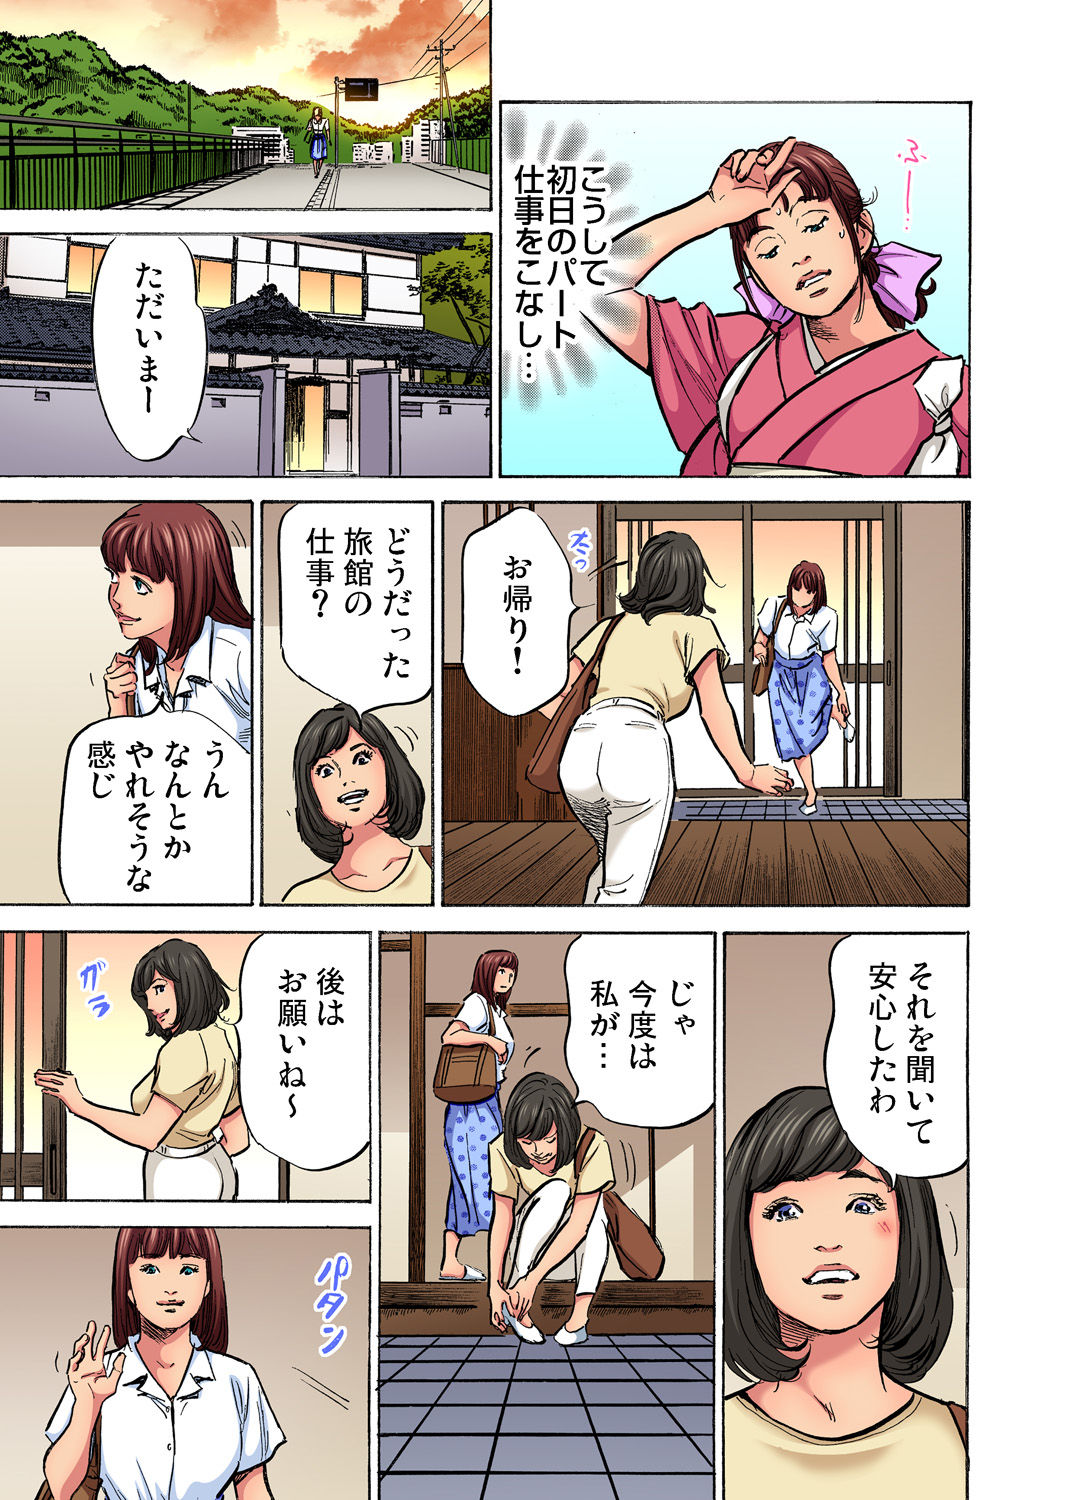 ふー…
こうして
初日のパート
仕事をこなし…
ただいまー
タッ
お帰り！
どうだった
旅館の
仕事？
うん
なんとか
やれそうな
感じ
それを聞いて
安心したわ
じゃ
今度は
私が…
後は
お願いね～
ガラ
パタン